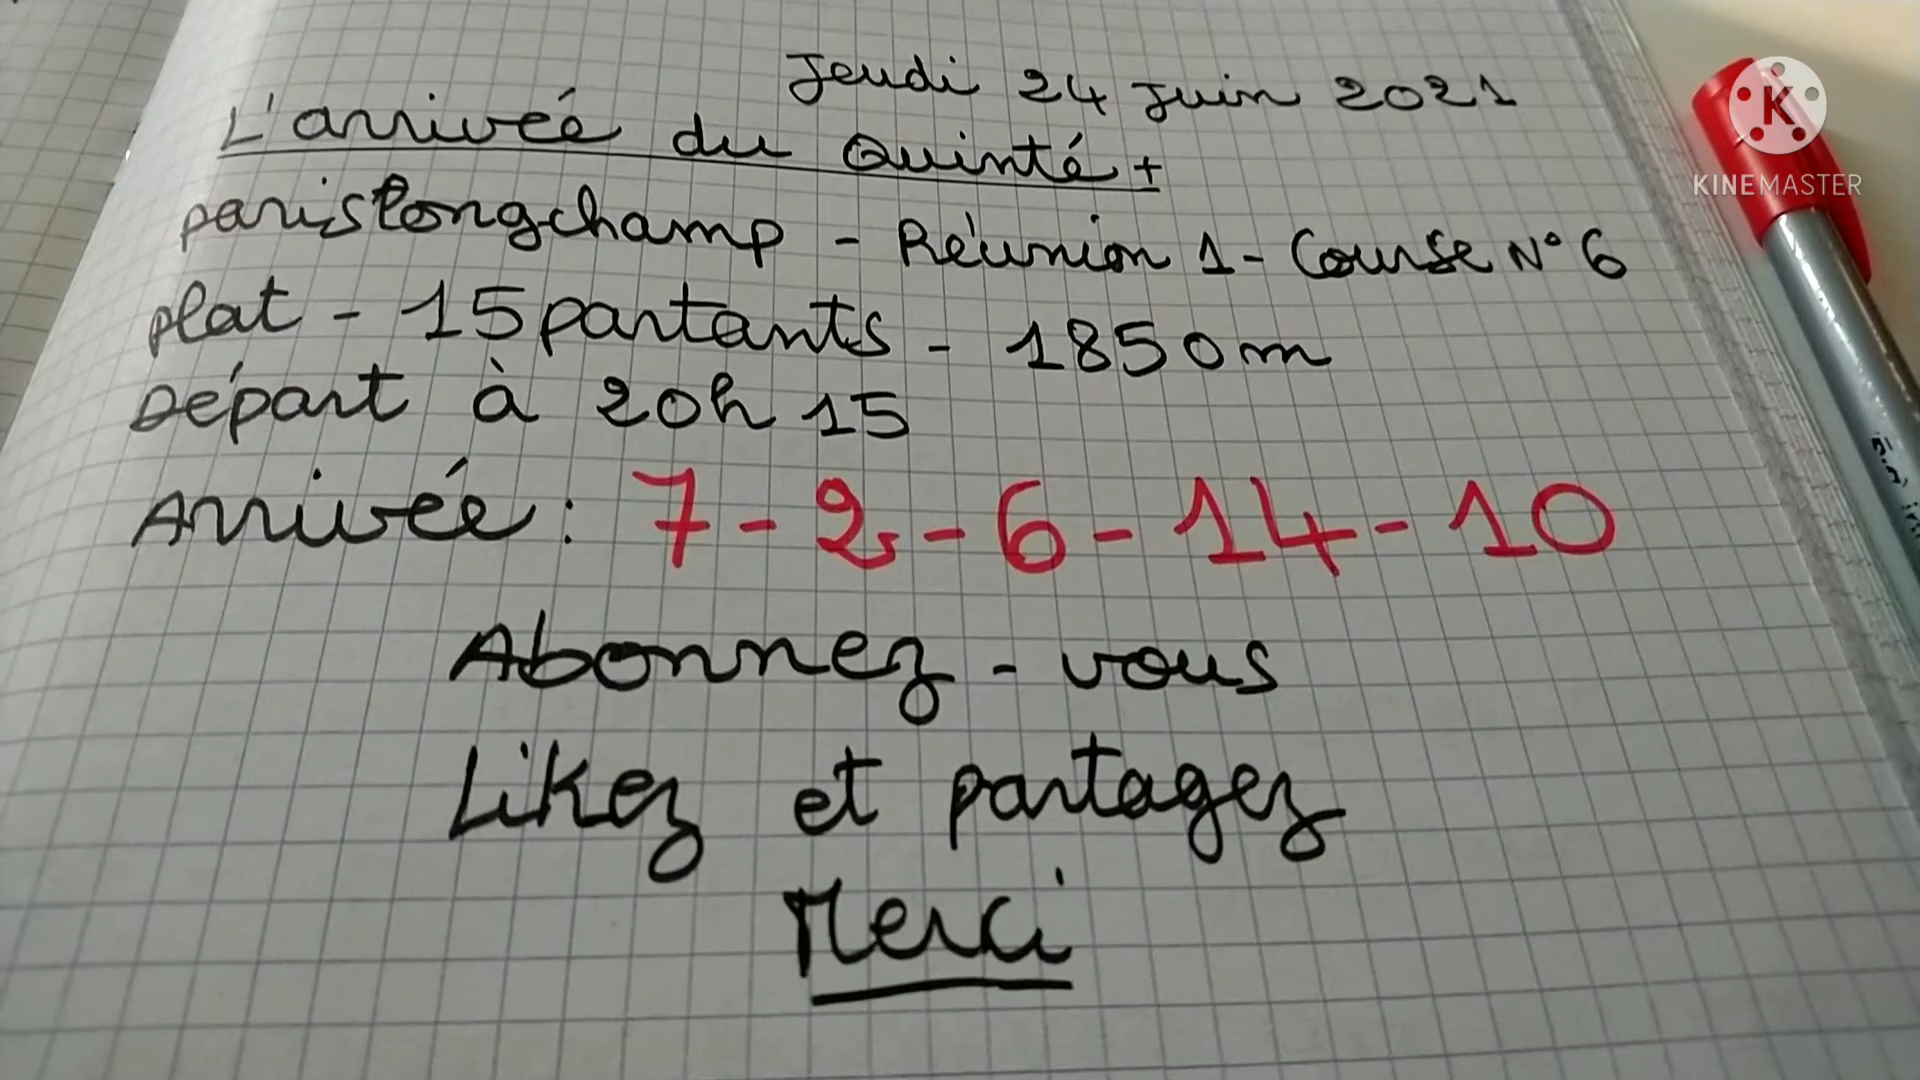 Jeudi 24 Juin 2021
L'arrivée du Quinté +
parislongchamp - Réunion 1 - Course N° 6
plat - 15 partants - 1850m
Départ à 20h 15
Arrivée : 7 - 2 - 6 - 14 - 10
Abonnez - vous
Likez et partagez
Merci
K
KINEMASTER